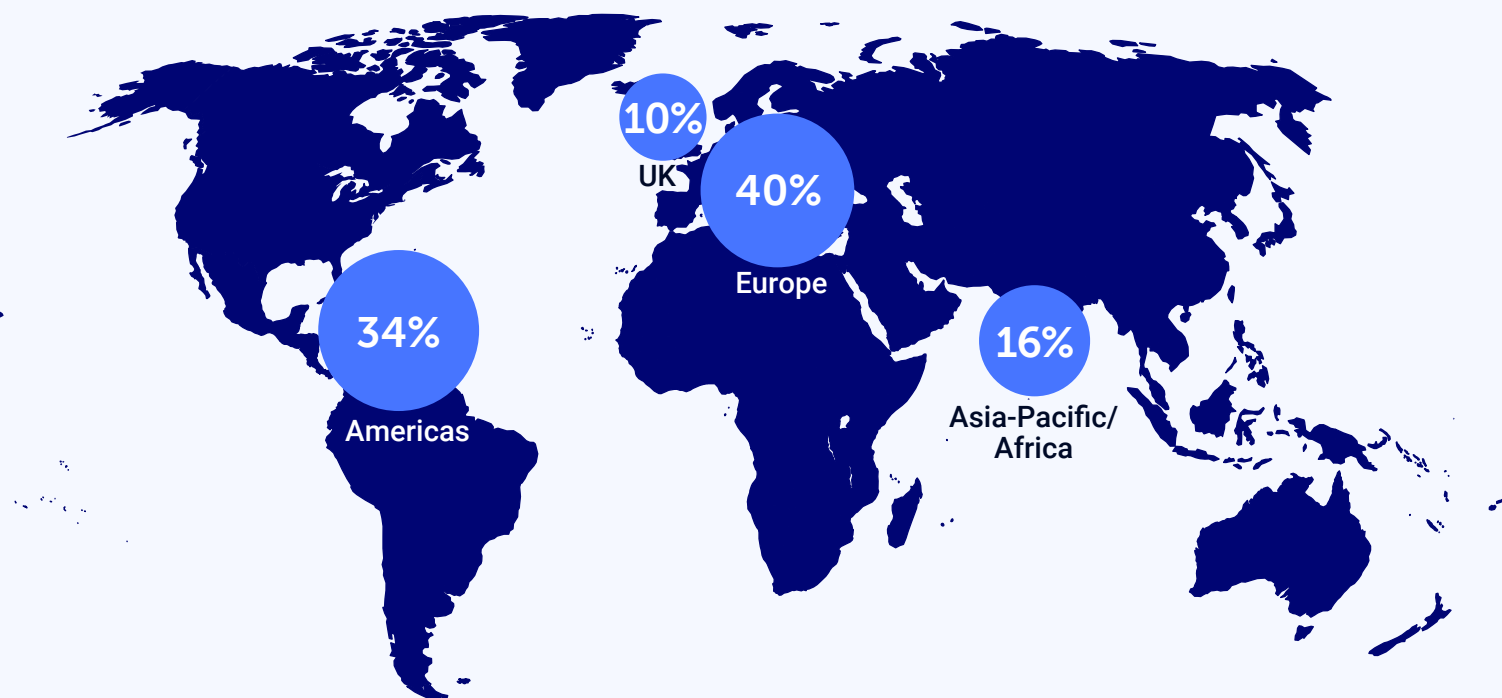 10%
UK
40%
Europe
34%
Americas
16%
Asia-Pacific/
Africa